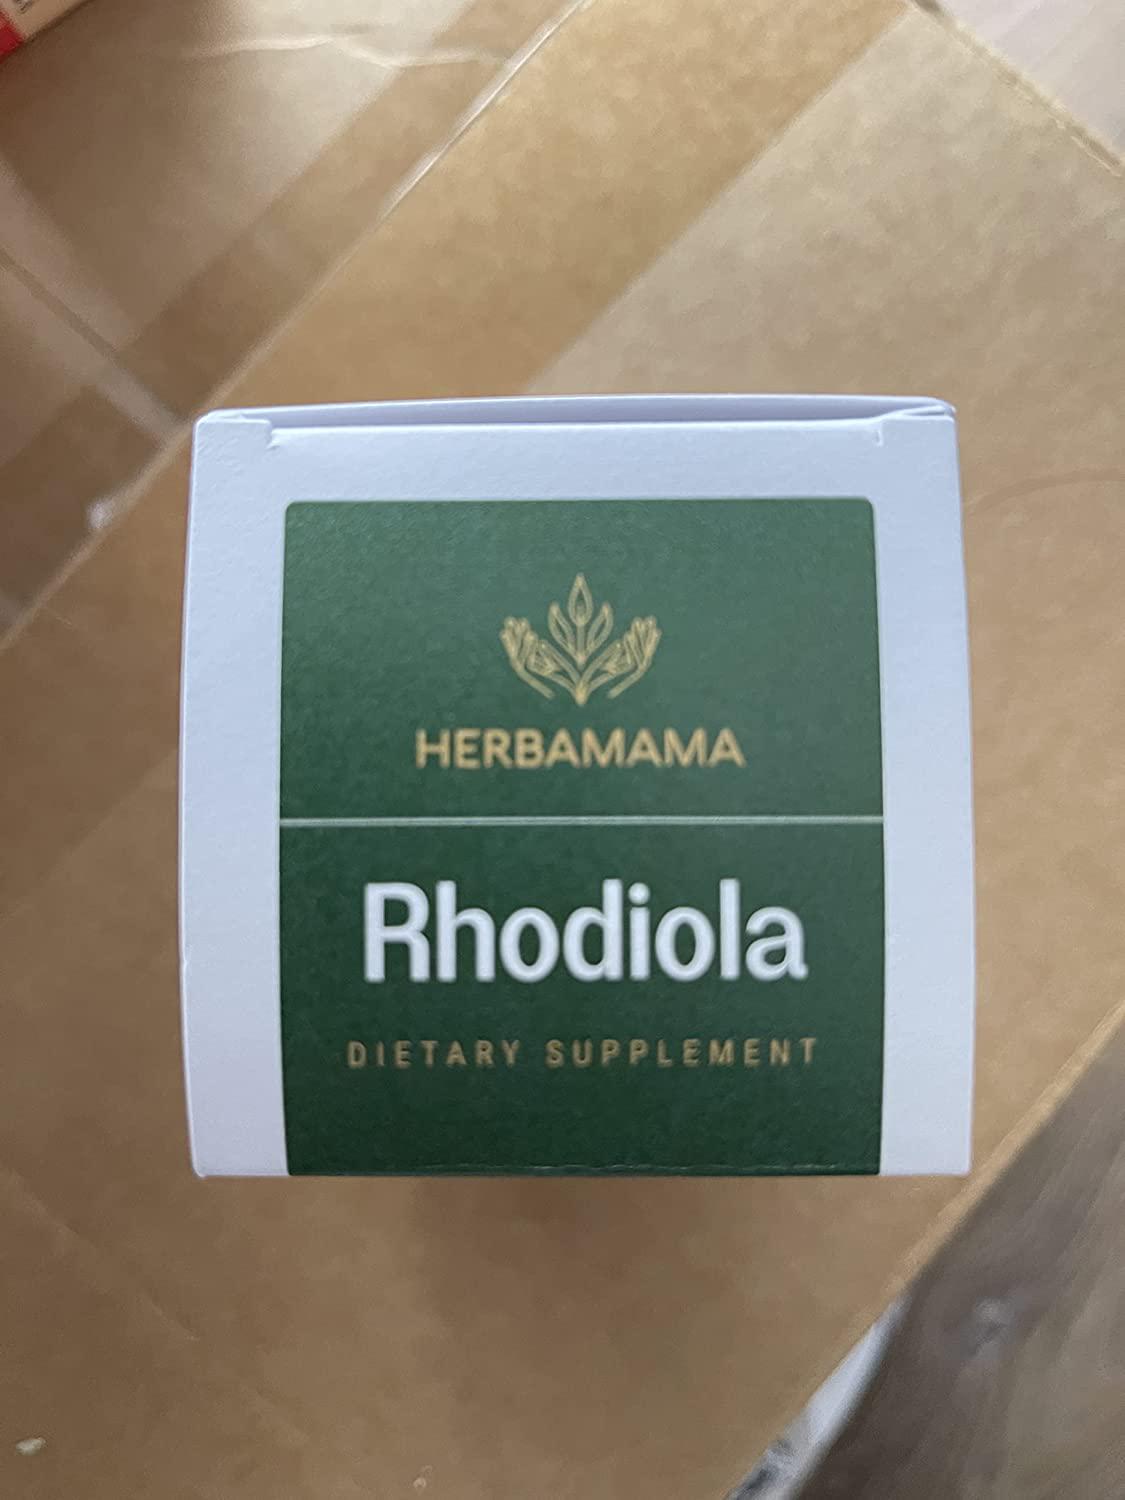 HERBAMAMA
Rhodiola
DIETARY SUPPLEMENT